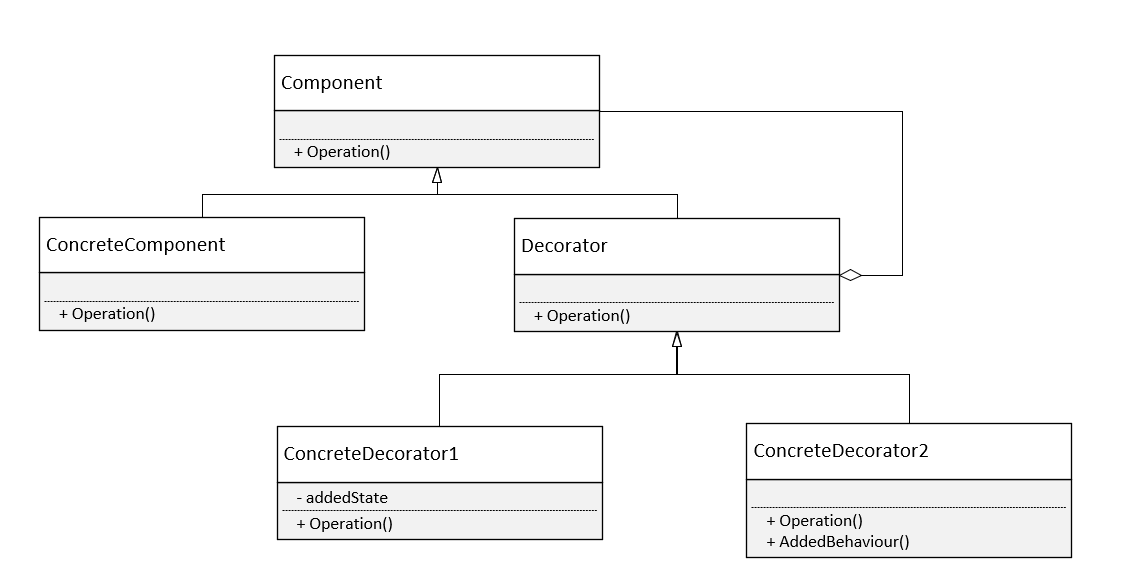 Component
+ Operation()
ConcreteComponent
+ Operation()
Decorator
+ Operation()
ConcreteDecorator1
- addedState
+ Operation()
ConcreteDecorator2
+ Operation()
+ AddedBehaviour()